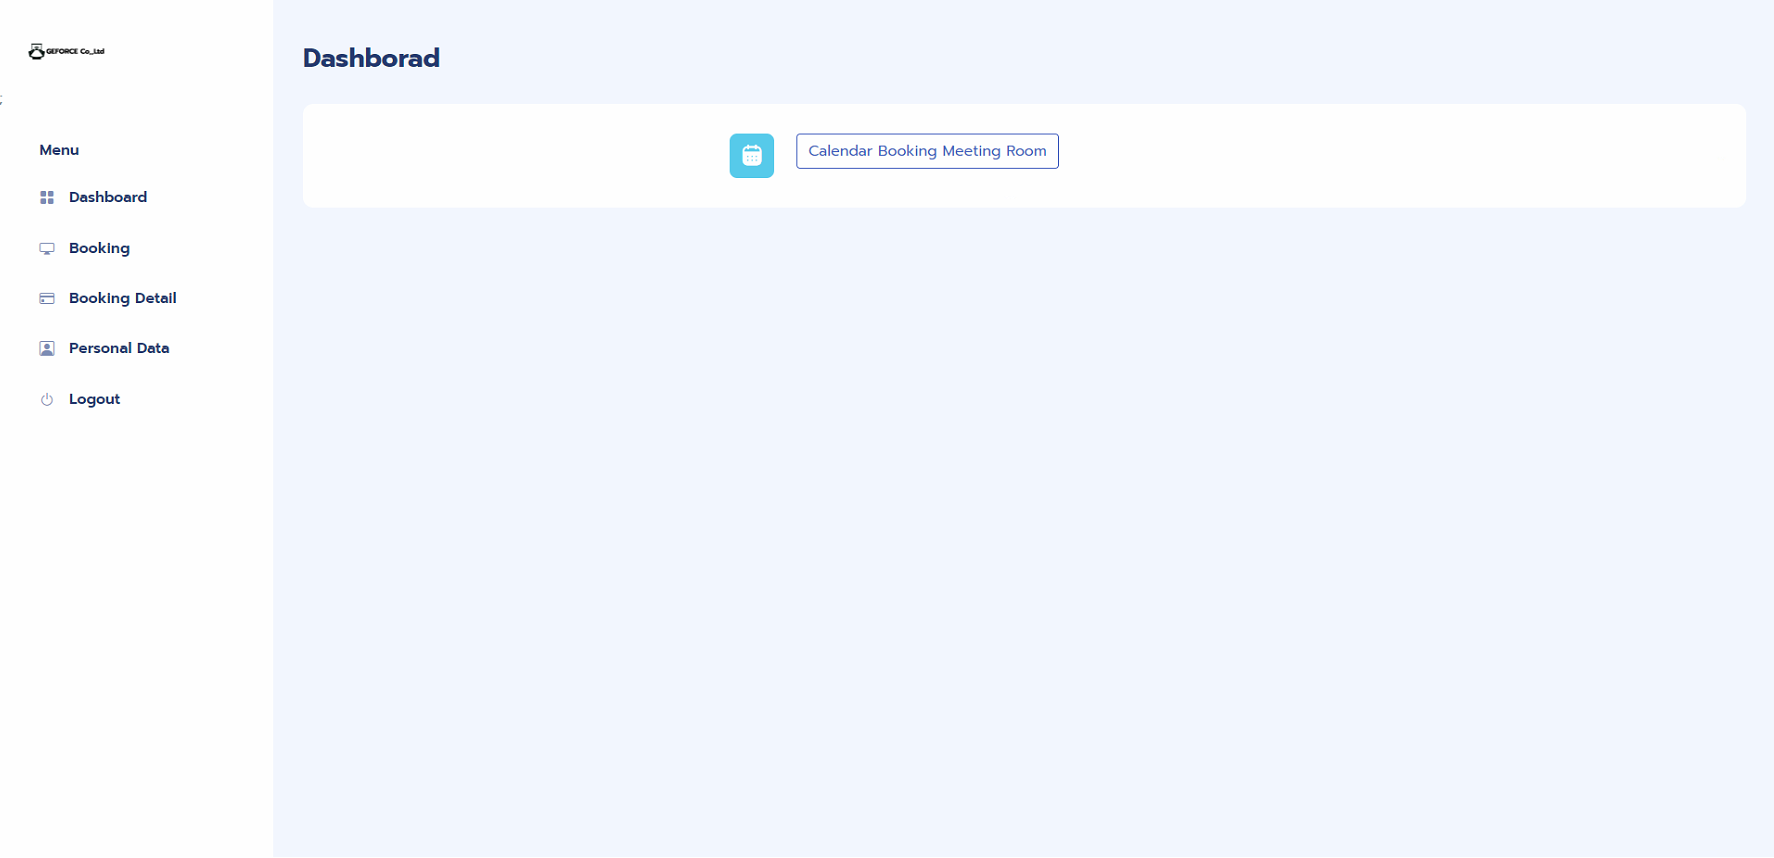 GEFORCE Co.,Ltd
Dashborad
;
Menu
Calendar Booking Meeting Room
Dashboard
Booking
Booking Detail
Personal Data
Logout